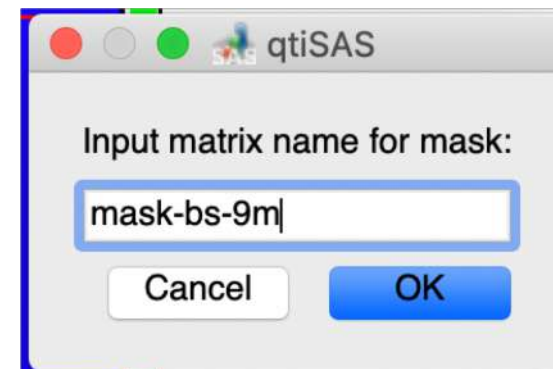 qtiSAS
Input matrix name for mask:
mask-bs-9m
Cancel
OK